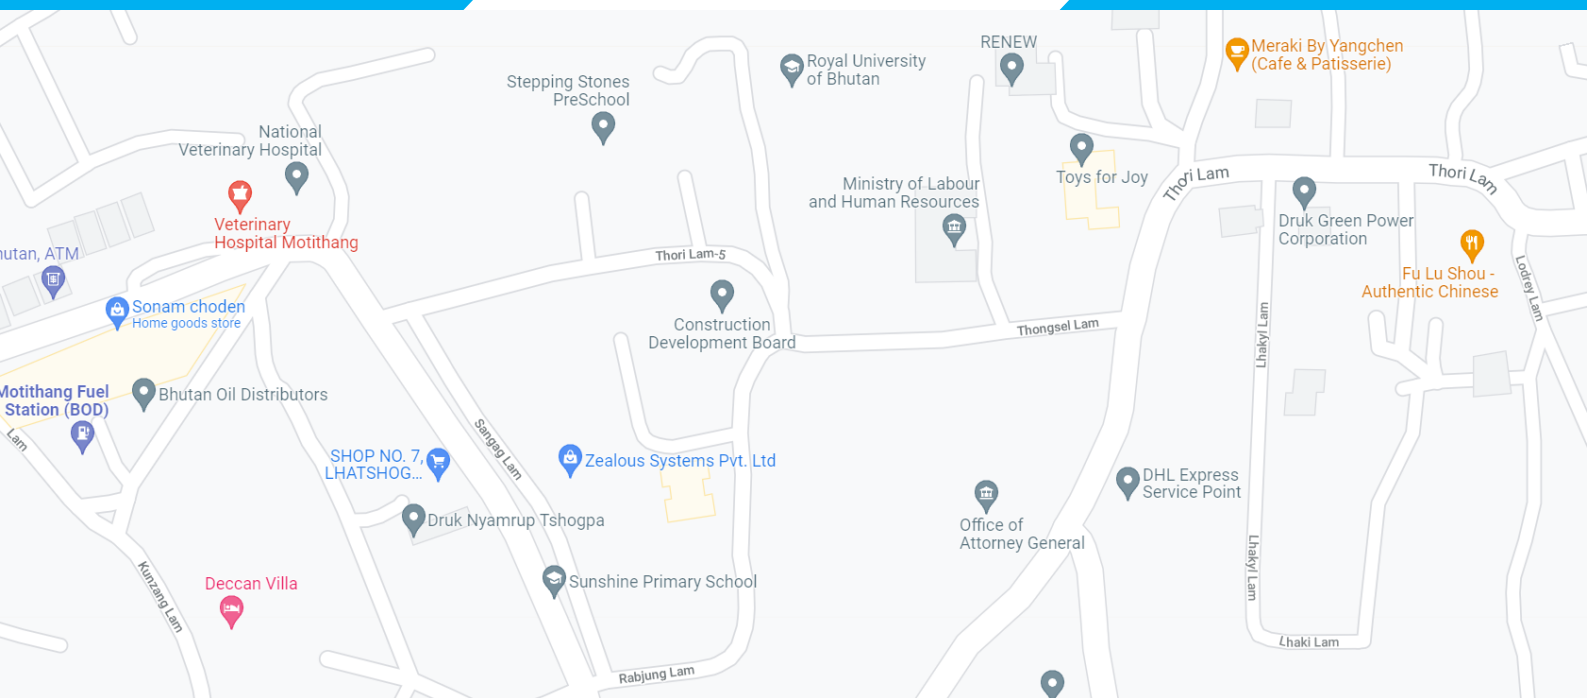 RENEW
Meraki By Yangchen
(Cafe & Patisserie)
Royal University
of Bhutan
Stepping Stones
PreSchool
National
Veterinary Hospital
Toys for Joy
Thori Lam
Thori Lam
Ministry of Labour
and Human Resources
Veterinary
Hospital Motithang
Druk Green Power
Corporation
hutan, ATM
Thori Lam-5
Fu Lu Shou -
Authentic Chinese
Lodrey Lam
Sonam choden
Home goods store
Construction
Development Board
Thongsel Lam
Lhakyl Lam
Motithang Fuel
Station (BOD)
Bhutan Oil Distributors
Lam
Sangag Lam
SHOP NO. 7,
LHATSHOG...
Zealous Systems Pvt. Ltd
DHL Express
Service Point
Druk Nyamrup Tshogpa
Office of
Attorney General
Kunzang Lam
Deccan Villa
Sunshine Primary School
Lhakyl Lam
Lhaki Lam
Rabjung Lam